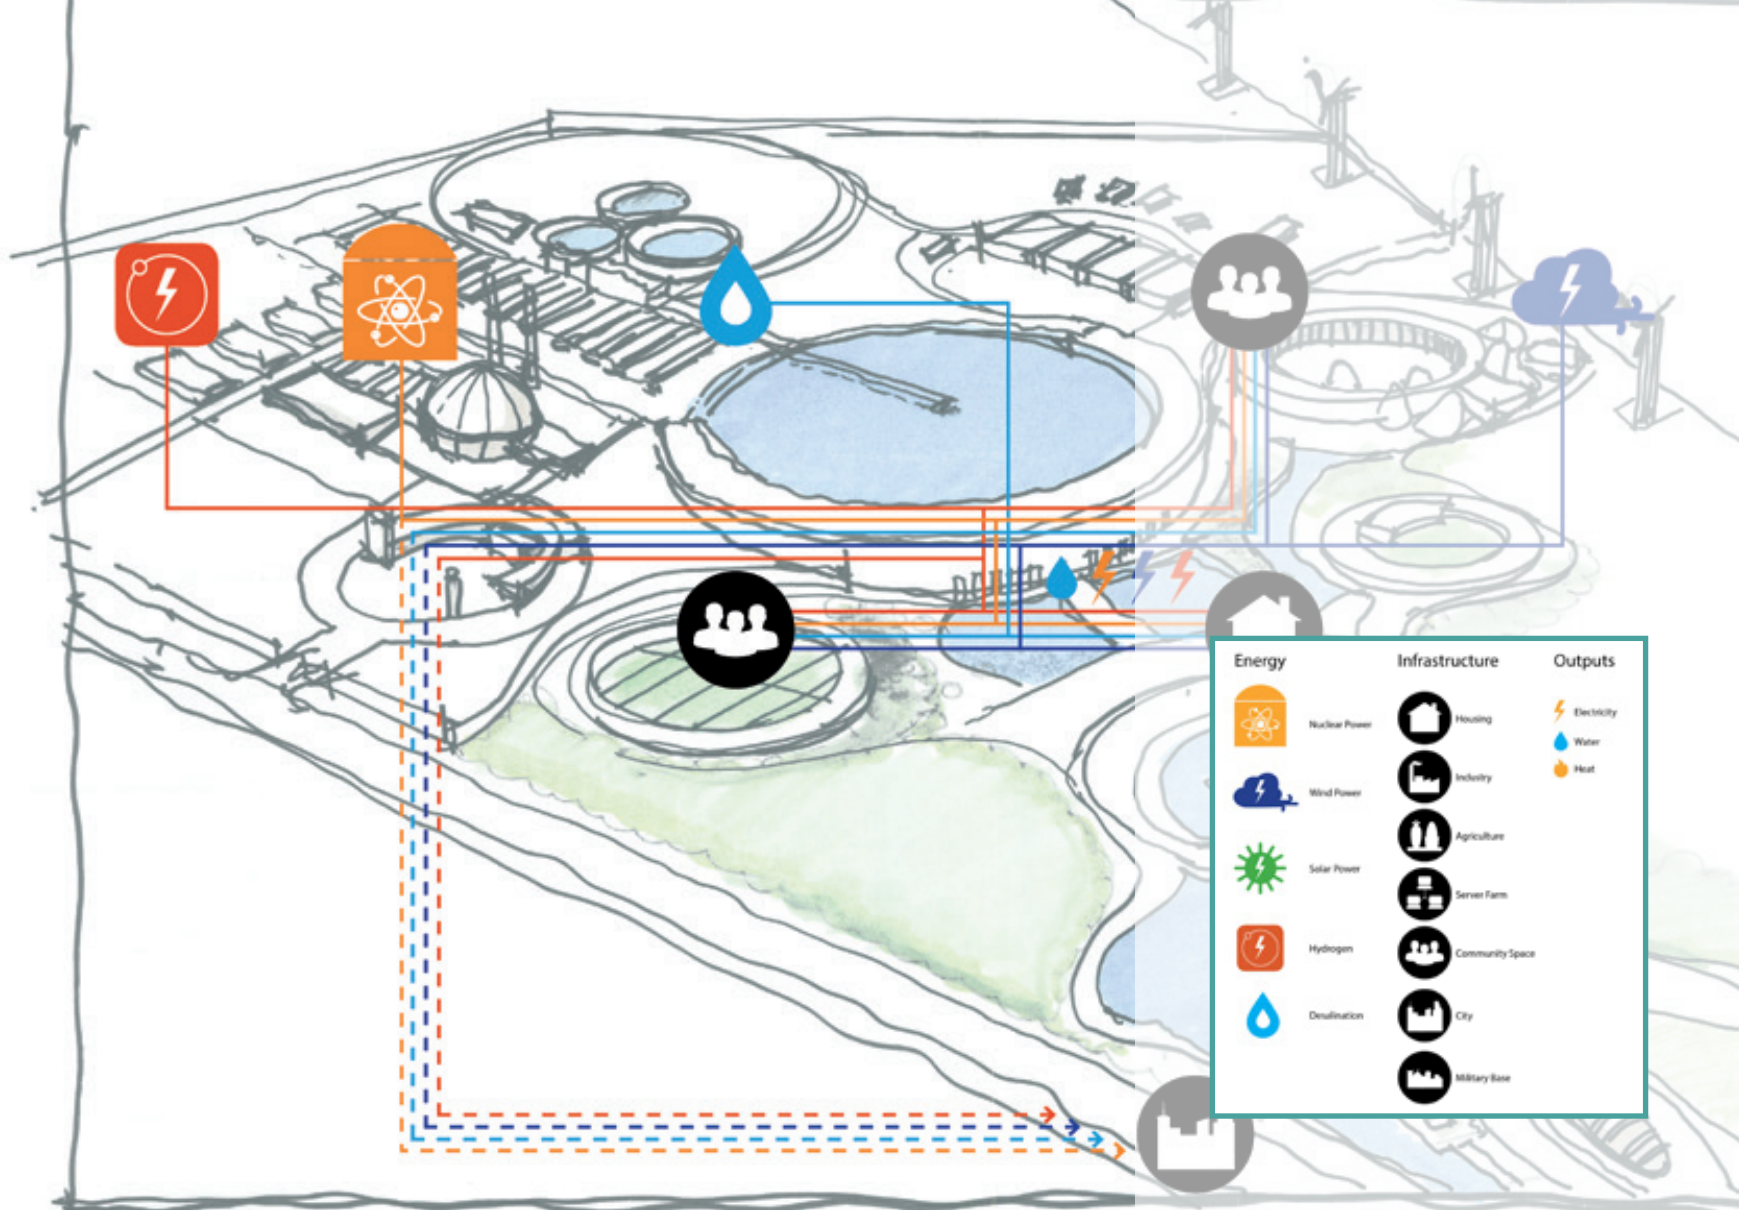 Energy
Nuclear Power
Wind Power
Solar Power
Hydrogen
Desalination
Infrastructure
Housing
Industry
Agriculture
Server Farm
Community Space
City
Military Base
Outputs
Electricity
Water
Heat